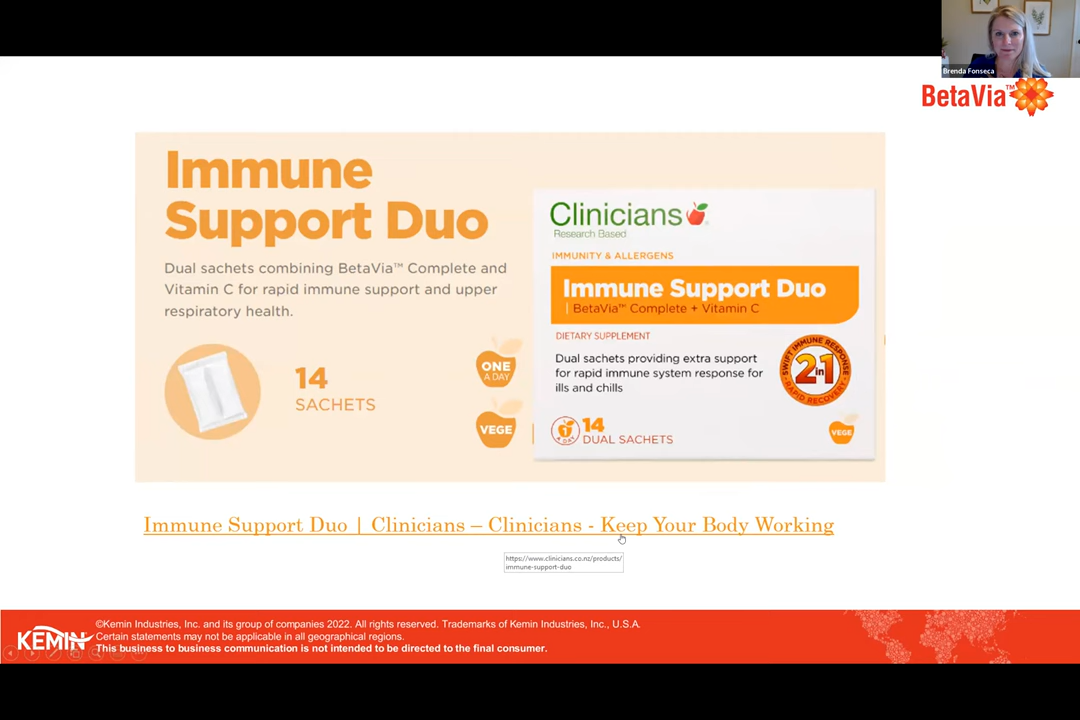 Brenda Fonseca
BetaVia™
Immune
Support Duo
Dual sachets combining BetaVia™ Complete and
Vitamin C for rapid immune support and upper
respiratory health.
14
SACHETS
ONE
A DAY
VEGE
Clinicians
Research Based
IMMUNITY & ALLERGENS
Immune Support Duo
BetaVia™ Complete + Vitamin C
DIETARY SUPPLEMENT
Dual sachets providing extra support
for rapid immune system response for
ills and chills
SWIFT IMMUNE RESPONSE
2in1
RAPID RECOVERY
1
A DAY
14
DUAL SACHETS
VEGE
Immune Support Duo | Clinicians – Clinicians - Keep Your Body Working
https://www.clinicians.co.nz/products/
immune-support-duo
KEMIN
©Kemin Industries, Inc. and its group of companies 2022. All rights reserved. Trademarks of Kemin Industries, Inc., U.S.A.
Certain statements may not be applicable in all geographical regions.
This business to business communication is not intended to be directed to the final consumer.